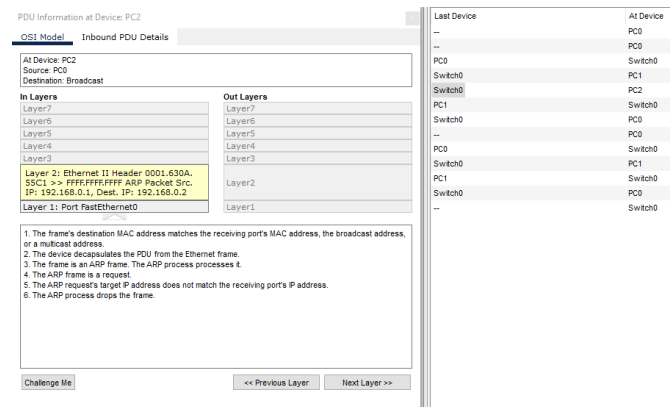 PDU Information at Device: PC2
OSI Model Inbound PDU Details
At Device: PC2
Source: PC0
Destination: Broadcast
In Layers Out Layers
Layer7 Layer7
Layer6 Layer6
Layer5 Layer5
Layer4 Layer4
Layer3 Layer3
Layer 2: Ethernet II Header 0001.630A.
55C1 >> FFFF.FFFF.FFFF ARP Packet Src.
IP: 192.168.0.1, Dest. IP: 192.168.0.2
Layer2
Layer 1: Port FastEthernet0 Layer1
1. The frame's destination MAC address matches the receiving port's MAC address, the broadcast address,
or a multicast address.
2. The device decapsulates the PDU from the Ethernet frame.
3. The frame is an ARP frame. The ARP process processes it.
4. The ARP frame is a request.
5. The ARP request's target IP address does not match the receiving port's IP address.
6. The ARP process drops the frame.
Challenge Me << Previous Layer Next Layer >>
Last Device At Device
-- PC0
-- PC0
PC0 Switch0
Switch0 PC1
Switch0 PC2
PC1 Switch0
Switch0 PC0
-- PC0
PC0 Switch0
Switch0 PC1
PC1 Switch0
Switch0 PC0
-- Switch0